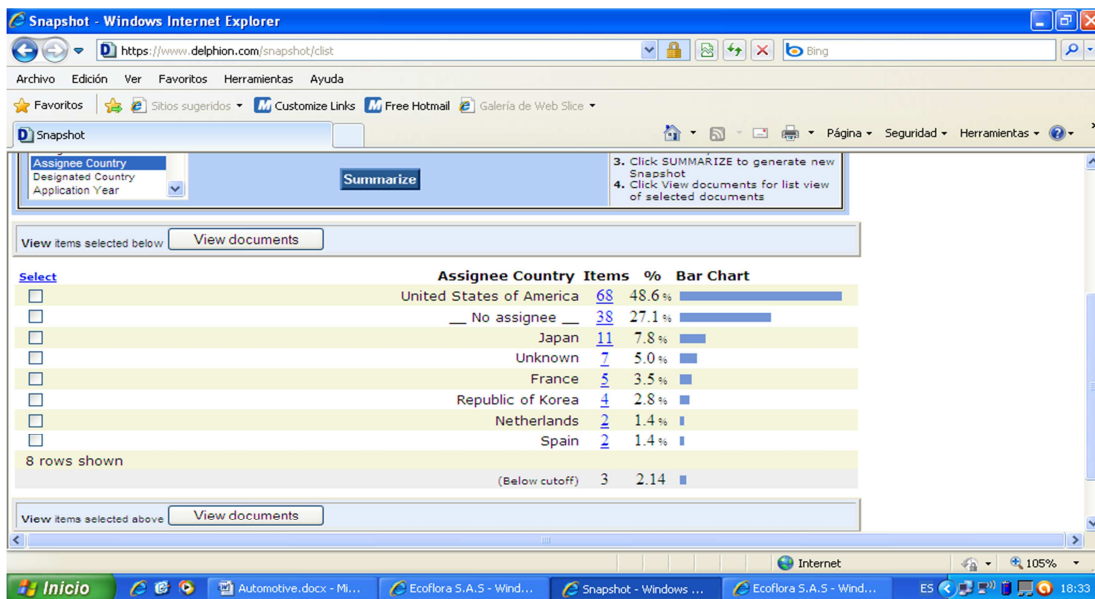 Snapshot - Windows Internet Explorer
https://www.delphion.com/snapshot/clist
Bing
Archivo Edición Ver Favoritos Herramientas Ayuda
Favoritos Sitios sugeridos Customize Links Free Hotmail Galería de Web Slice
Snapshot Página Seguridad Herramientas
Assignee Country
Designated Country
Application Year
Summarize
3. Click SUMMARIZE to generate new
Snapshot
4. Click View documents for list view
of selected documents
View items selected below View documents
Select Assignee Country Items % Bar Chart
United States of America 68 48.6 %
__ No assignee __ 38 27.1 %
Japan 11 7.8 %
Unknown 7 5.0 %
France 5 3.5 %
Republic of Korea 4 2.8 %
Netherlands 2 1.4 %
Spain 2 1.4 %
8 rows shown
(Below cutoff) 3 2.14
View items selected above View documents
Internet 105%
Inicio Automotive.docx - Mi... Ecoflora S.A.S - Wind... Snapshot - Windows ... Ecoflora S.A.S - Wind... ES 18:33